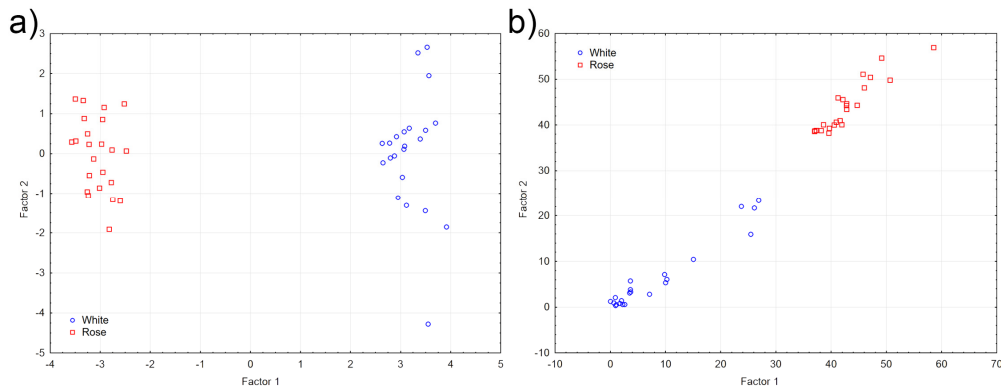 a)
3
2
1
0
-1
-2
-3
-4
-5
Factor 2
White
Rose
-4 -3 -2 -1 0 1 2 3 4 5
Factor 1
b)
60
50
40
30
20
10
0
-10
Factor 2
White
Rose
-10 0 10 20 30 40 50 60 70
Factor 1